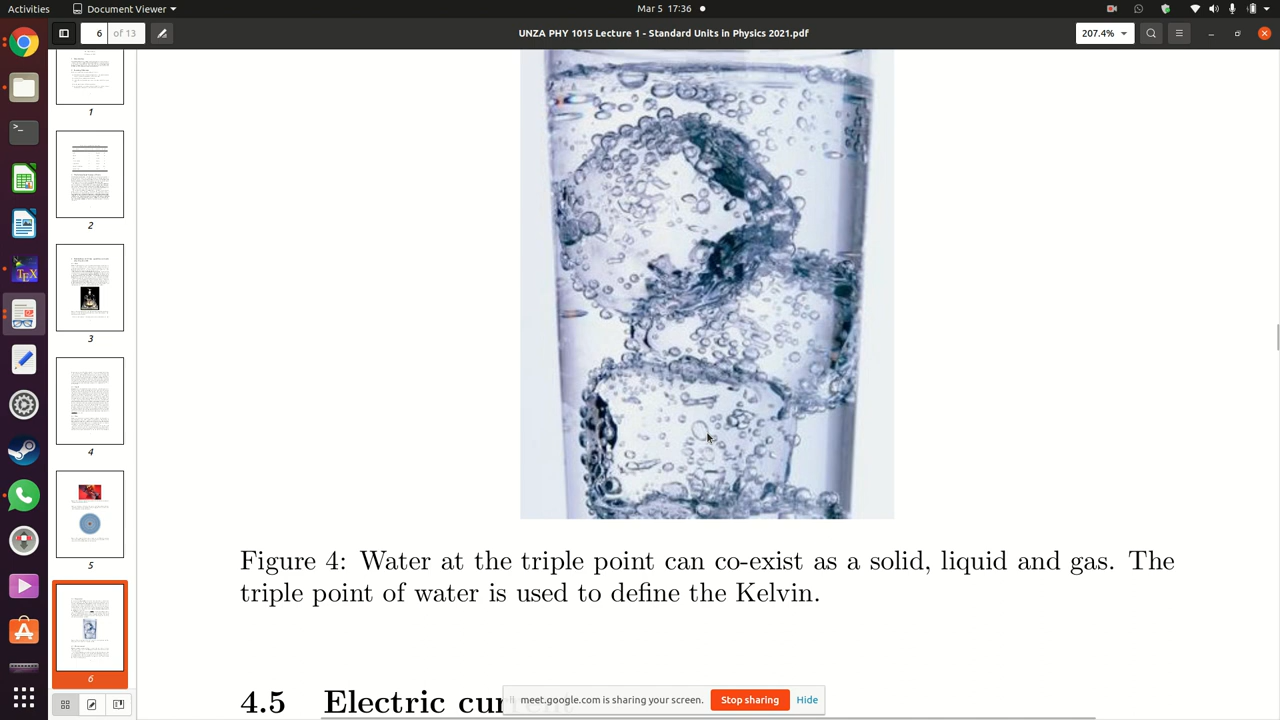 Activities
Document Viewer
Mar 5 17:36
6
of 13
UNZA PHY 1015 Lecture 1 - Standard Units in Physics 2021.pdf
207.4%
1
2
3
4
5
6
TEX
Figure 4: Water at the triple point can co-exist as a solid, liquid and gas. The
triple point of water is used to define the Kelvin.
4.5 Electric cur
meet.google.com is sharing your screen.
Stop sharing
Hide